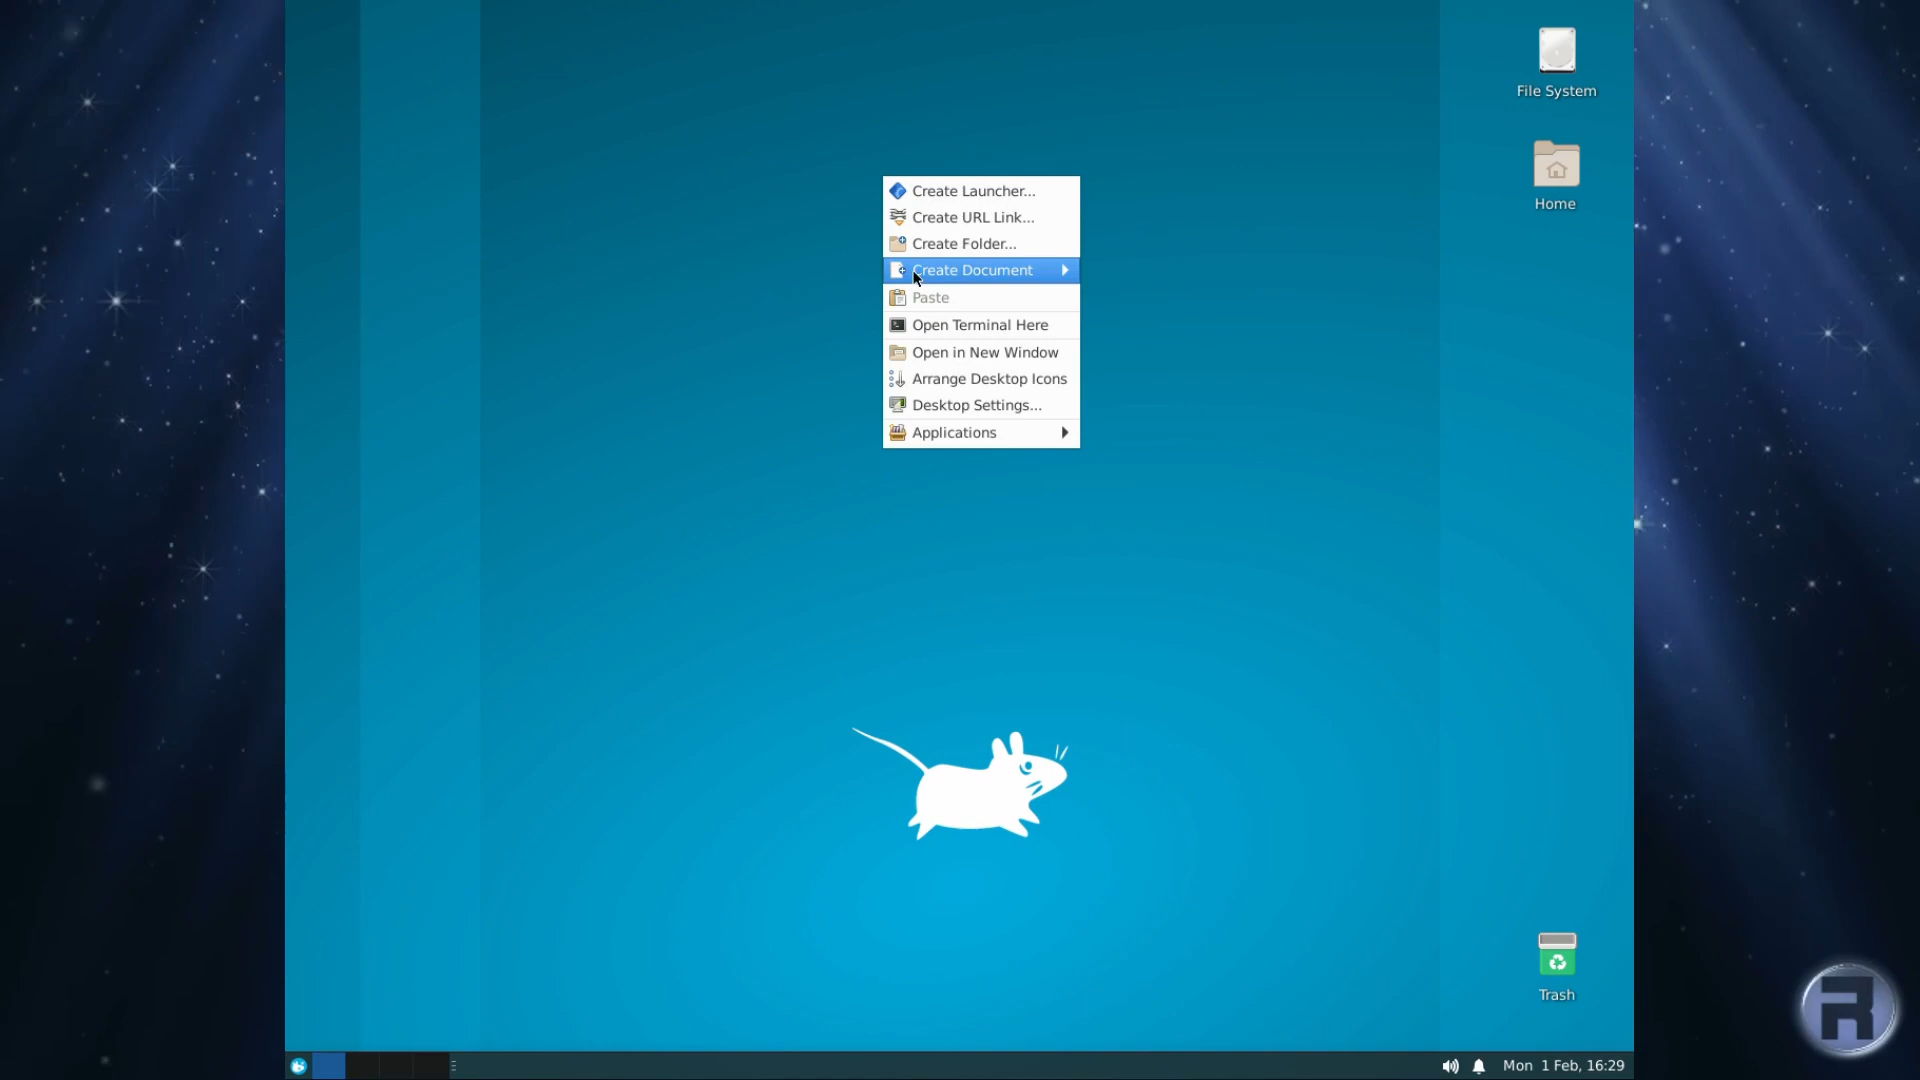 File System
Home
Create Launcher...
Create URL Link...
Create Folder...
Create Document
Paste
Open Terminal Here
Open in New Window
Arrange Desktop Icons
Desktop Settings...
Applications
Trash
R
Mon 1 Feb, 16:29